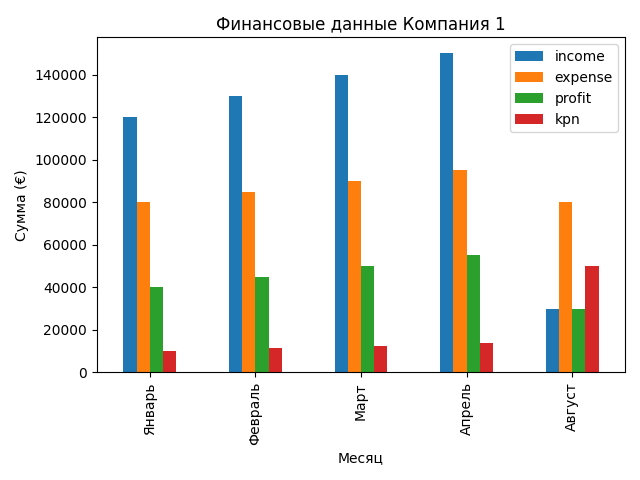 Финансовые данные Компания 1
income
expense
profit
kpn
Сумма (€)
140000
120000
100000
80000
60000
40000
20000
0
Январь
Февраль
Март
Апрель
Август
Месяц